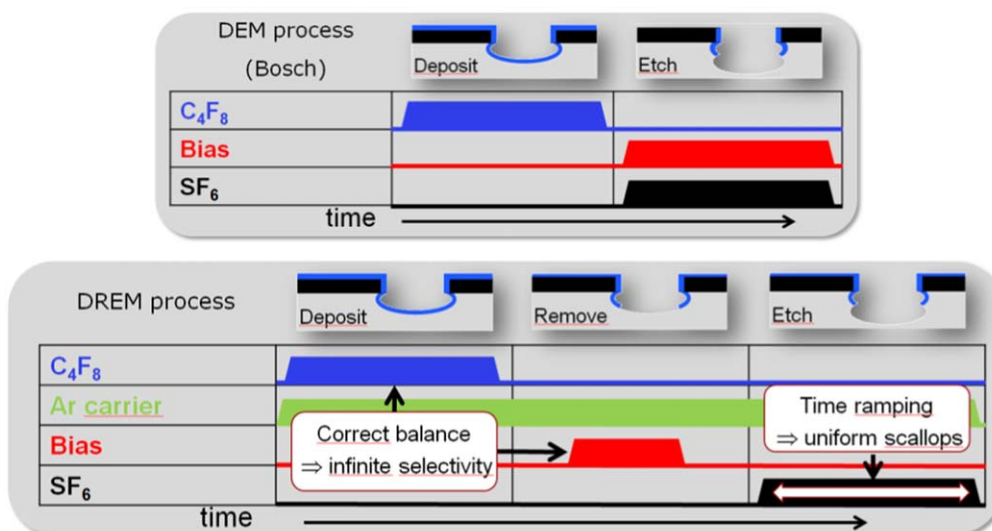 DEM process
(Bosch)
Deposit
Etch
C₄F₈
Bias
SF₆
time
DREM process
Deposit
Remove
Etch
C₄F₈
Ar carrier
Bias
SF₆
Correct balance
⇒ infinite selectivity
Time ramping
⇒ uniform scallops
time